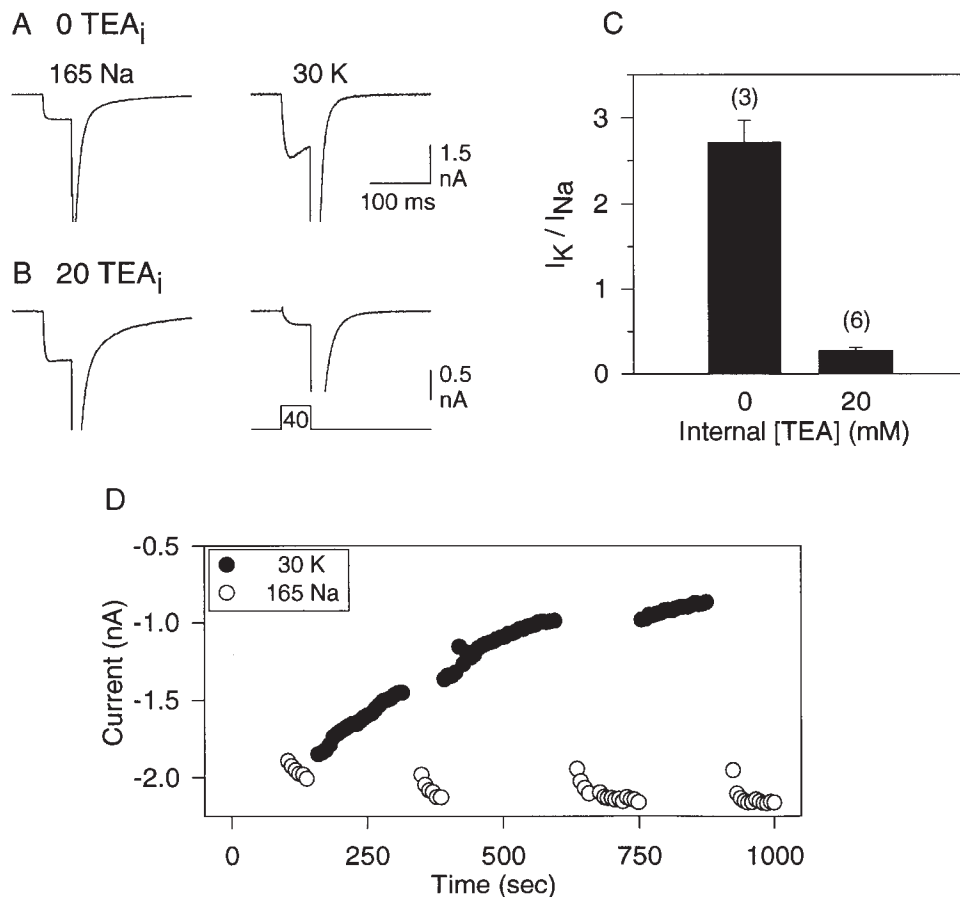 A 0 TEAi
165 Na
30 K
1.5
nA
100 ms
B 20 TEAi
0.5
nA
40
C
IK / INa
3
2
1
0
(3)
(6)
0 20
Internal [TEA] (mM)
D
30 K
165 Na
Current (nA)
-0.5
-1.0
-1.5
-2.0
0 250 500 750 1000
Time (sec)